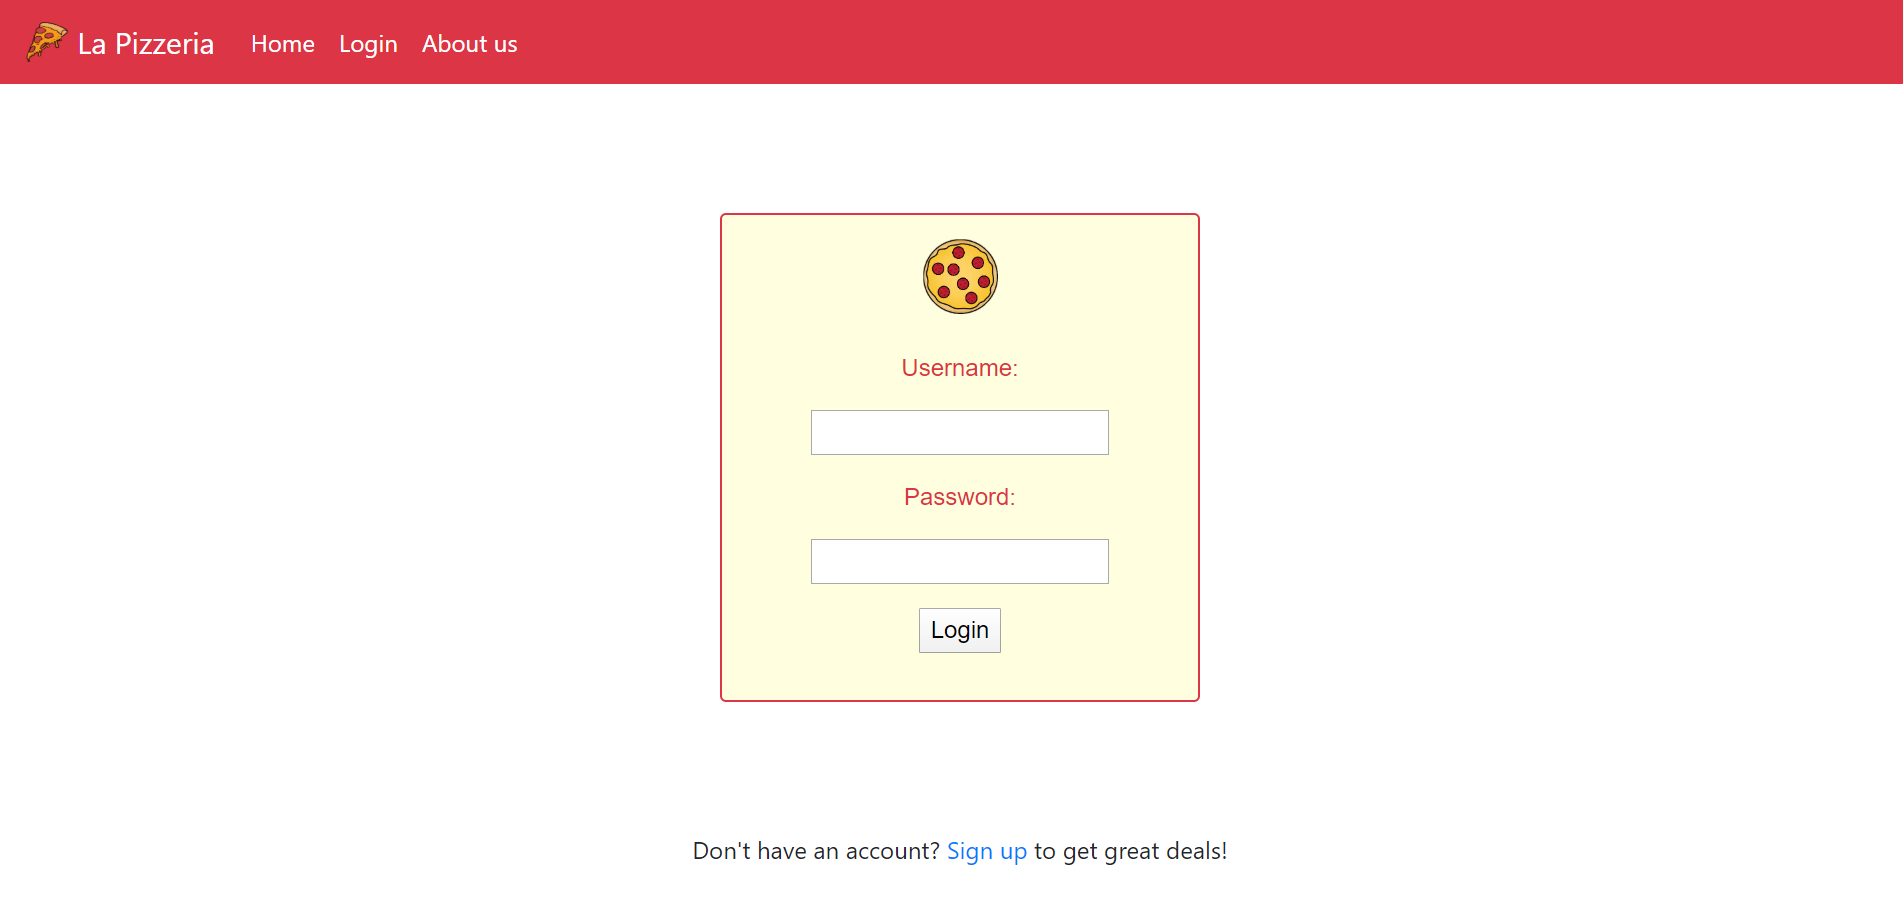 La Pizzeria Home Login About us
Username:
Password:
Login
Don't have an account? Sign up to get great deals!